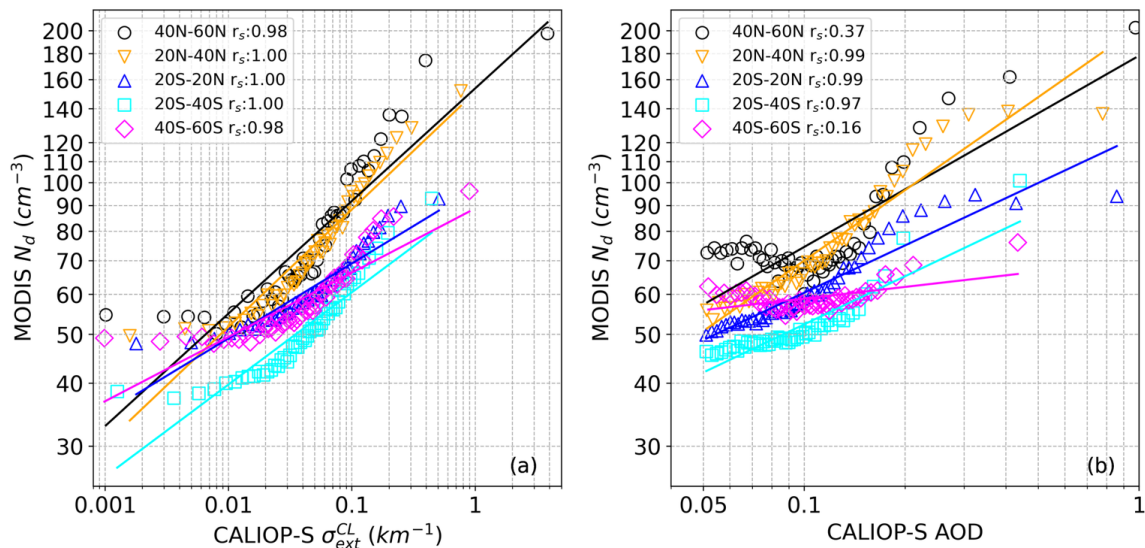 40N-60N r_s:0.98
20N-40N r_s:1.00
20S-20N r_s:1.00
20S-40S r_s:1.00
40S-60S r_s:0.98
MODIS N_d (cm^{-3})
200
180
160
140
120
110
100
90
80
70
60
50
40
30
(a)
0.001
0.01
0.1
1
CALIOP-S σ_{ext}^{CL} (km^{-1})
40N-60N r_s:0.37
20N-40N r_s:0.99
20S-20N r_s:0.99
20S-40S r_s:0.97
40S-60S r_s:0.16
MODIS N_d (cm^{-3})
200
180
160
140
120
110
100
90
80
70
60
50
40
30
(b)
0.05
0.1
1
CALIOP-S AOD